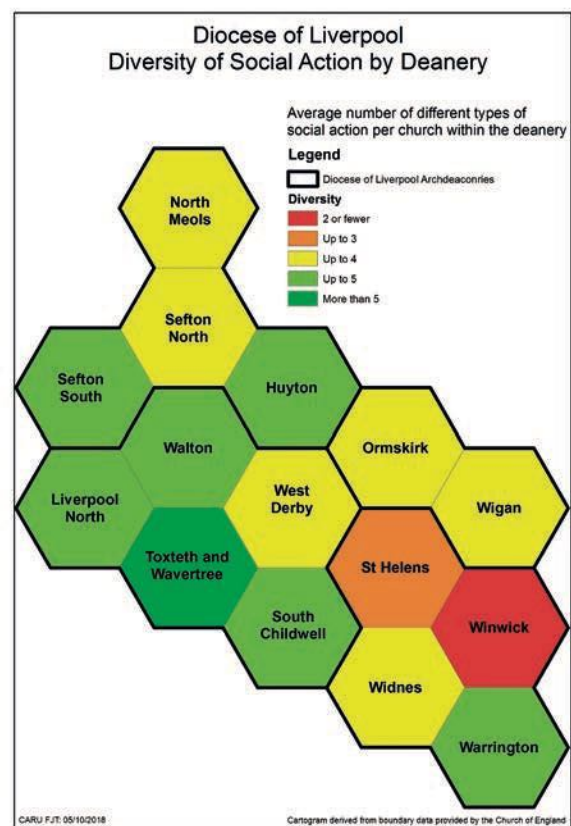 Diocese of Liverpool
Diversity of Social Action by Deanery
Average number of different types of
social action per church within the deanery
Legend
Diocese of Liverpool Archdeaconries
Diversity
2 or fewer
Up to 3
Up to 4
Up to 5
More than 5
North
Meols
Sefton
North
Sefton
South
Huyton
Walton
Ormskirk
Liverpool
North
West
Derby
Wigan
Toxteth and
Wavertree
St Helens
South
Childwell
Winwick
Widnes
Warrington
CARU FJT: 05/10/2018
Cartogram derived from boundary data provided by the Church of England